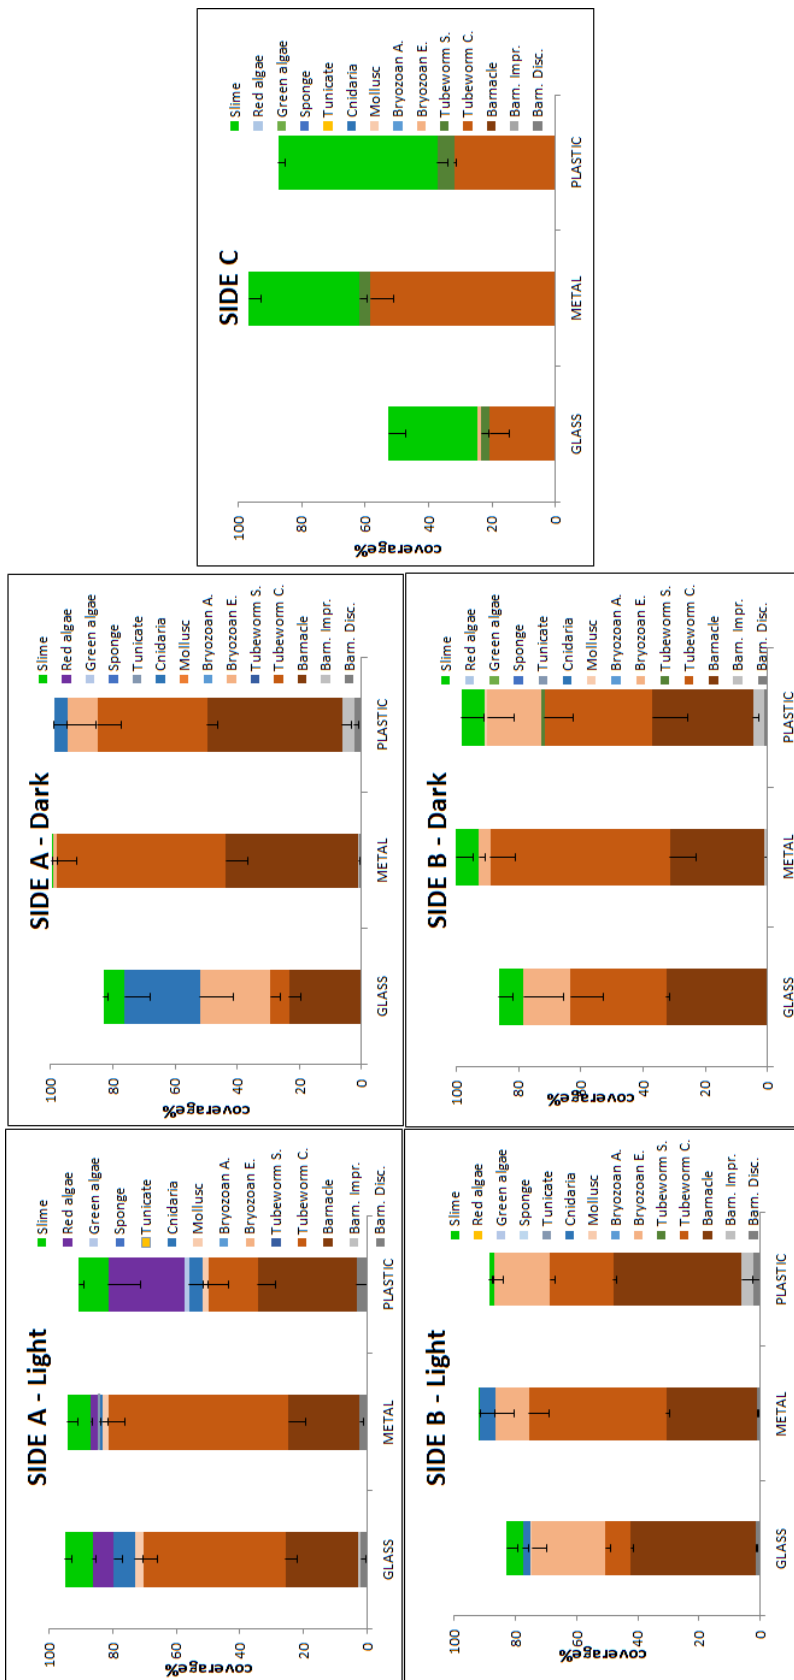 SIDE A - Light
coverage%
100
80
60
40
20
0
GLASS
METAL
PLASTIC
Slime
Red algae
Green algae
Sponge
Tunicate
Cnidaria
Mollusc
Bryozoan A.
Bryozoan E.
Tubeworm S.
Tubeworm C.
Barnacle
Barn. Impr.
Barn. Disc.
SIDE A - Dark
coverage%
100
80
60
40
20
0
GLASS
METAL
PLASTIC
Slime
Red algae
Green algae
Sponge
Tunicate
Cnidaria
Mollusc
Bryozoan A.
Bryozoan E.
Tubeworm S.
Tubeworm C.
Barnacle
Barn. Impr.
Barn. Disc.
SIDE B - Light
coverage%
100
80
60
40
20
0
GLASS
METAL
PLASTIC
Slime
Red algae
Green algae
Sponge
Tunicate
Cnidaria
Mollusc
Bryozoan A.
Bryozoan E.
Tubeworm S.
Tubeworm C.
Barnacle
Barn. Impr.
Barn. Disc.
SIDE B - Dark
coverage%
100
80
60
40
20
0
GLASS
METAL
PLASTIC
Slime
Red algae
Green algae
Sponge
Tunicate
Cnidaria
Mollusc
Bryozoan A.
Bryozoan E.
Tubeworm S.
Tubeworm C.
Barnacle
Barn. Impr.
Barn. Disc.
SIDE C
coverage%
100
80
60
40
20
0
GLASS
METAL
PLASTIC
Slime
Red algae
Green algae
Sponge
Tunicate
Cnidaria
Mollusc
Bryozoan A.
Bryozoan E.
Tubeworm S.
Tubeworm C.
Barnacle
Barn. Impr.
Barn. Disc.